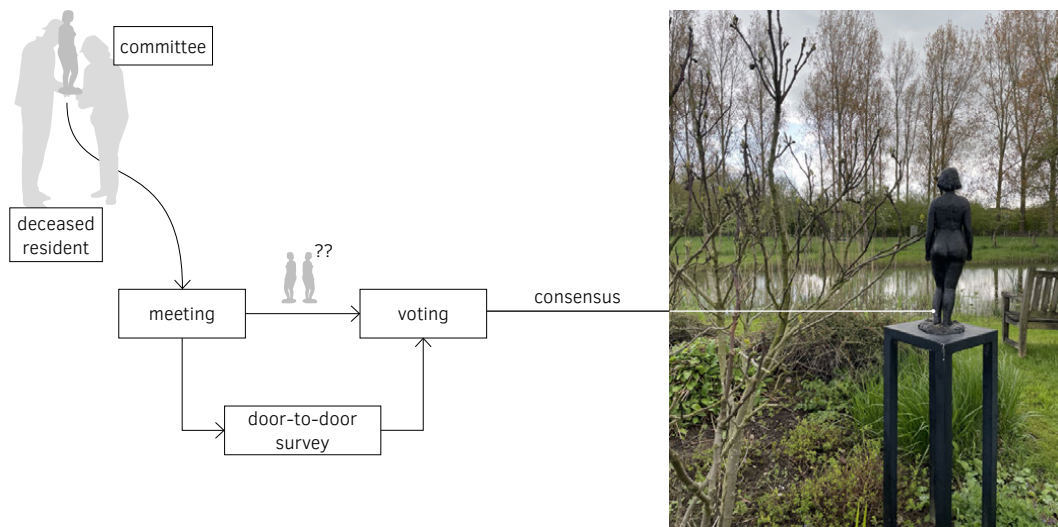 committee
deceased
resident
??
meeting
voting
consensus
door-to-door
survey